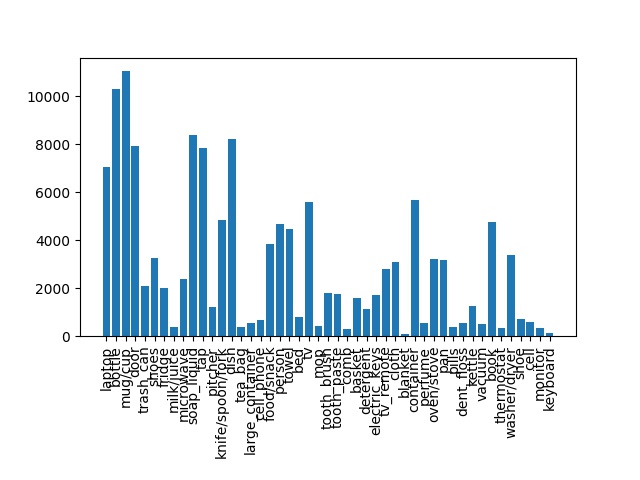 10000
8000
6000
4000
2000
0
laptop
bottle
mug/cup
door
trash_can
shoes
fridge
milk/juice
microwave
soap_liquid
tap
pitcher
knife/spoon/fork
dish
tea_bag
large_container
cell_phone
food/snack
person
towel
bed
tv
mop
tooth_brush
tooth_paste
comb
basket
detergent
electric_keys
tv_remote
cloth
blanket
container
perfume
oven/stove
pan
pills
dent_floss
kettle
vacuum
book
thermostat
washer/dryer
shoe
cell
monitor
keyboard